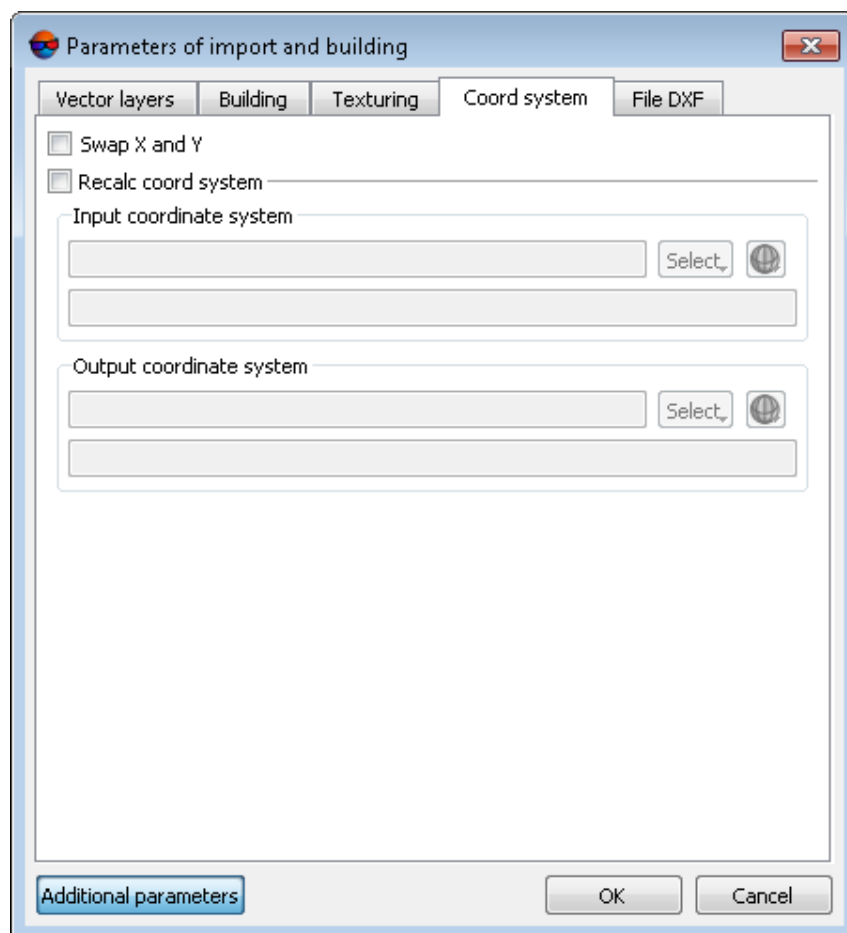 Parameters of import and building
Vector layers Building Texturing Coord system File DXF
Swap X and Y
Recalc coord system
Input coordinate system
Select
Output coordinate system
Select
Additional parameters OK Cancel